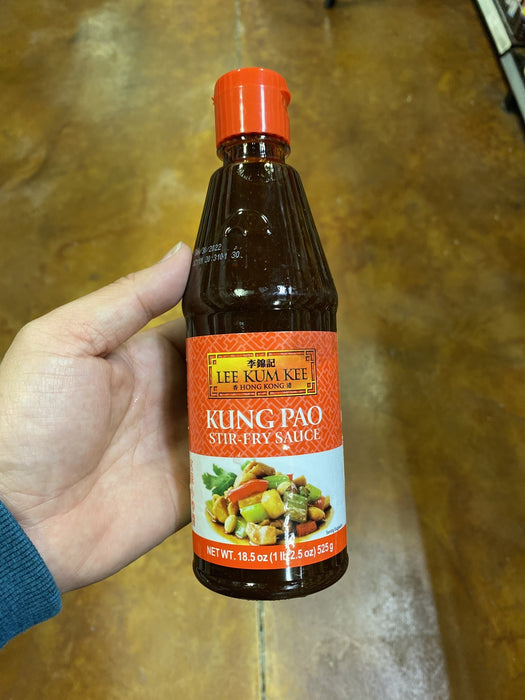 李錦記
LEE KUM KEE
香 HONG KONG 港
KUNG PAO
STIR-FRY SAUCE
NET WT. 18.5 oz (1 lb 2.5 oz) 525 g